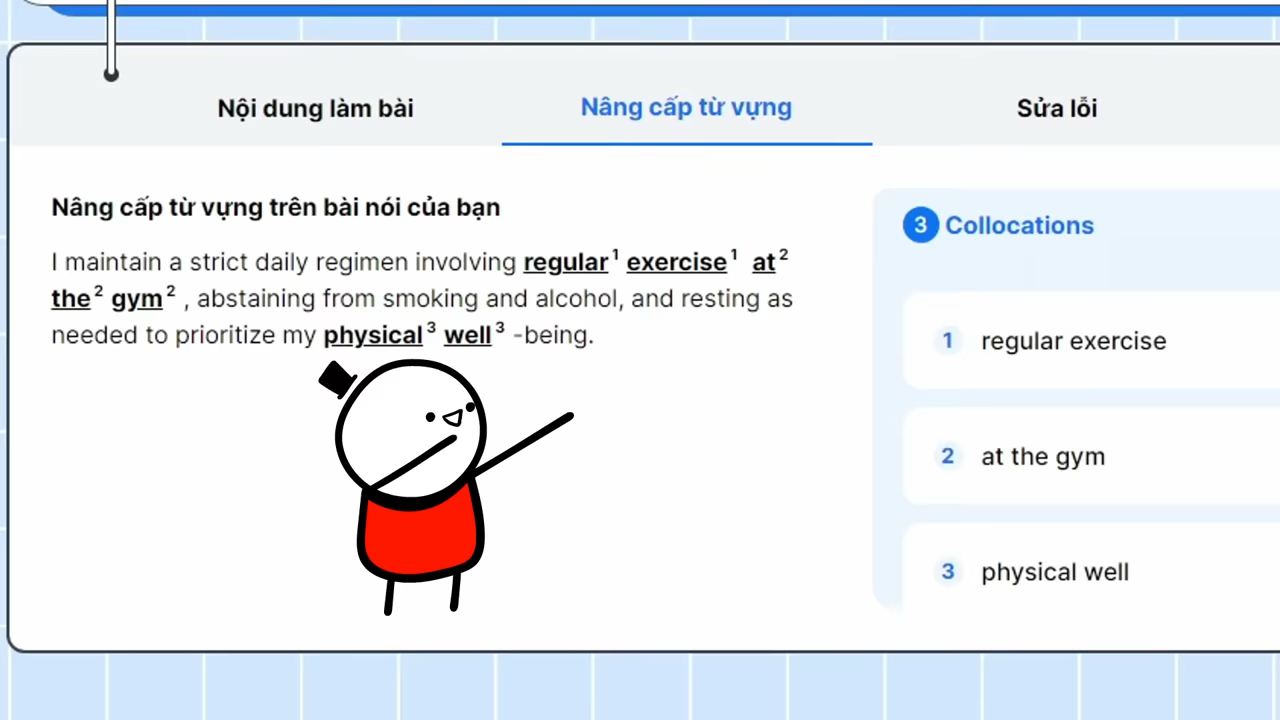 Nội dung làm bài
Nâng cấp từ vựng
Sửa lỗi
Nâng cấp từ vựng trên bài nói của bạn
I maintain a strict daily regimen involving regular¹ exercise¹ at²
the² gym² , abstaining from smoking and alcohol, and resting as
needed to prioritize my physical³ well³ -being.
3 Collocations
1 regular exercise
2 at the gym
3 physical well